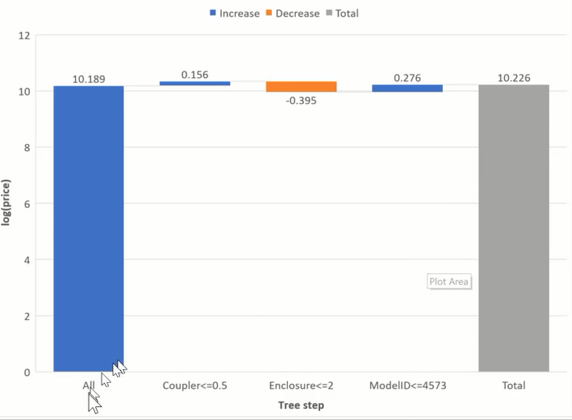 Increase Decrease Total
12
10.189 0.156 0.276 10.226
10
-0.395
8
6
log(price)
4
Plot Area
2
0
All Coupler<=0.5 Enclosure<=2 ModelID<=4573 Total
Tree step